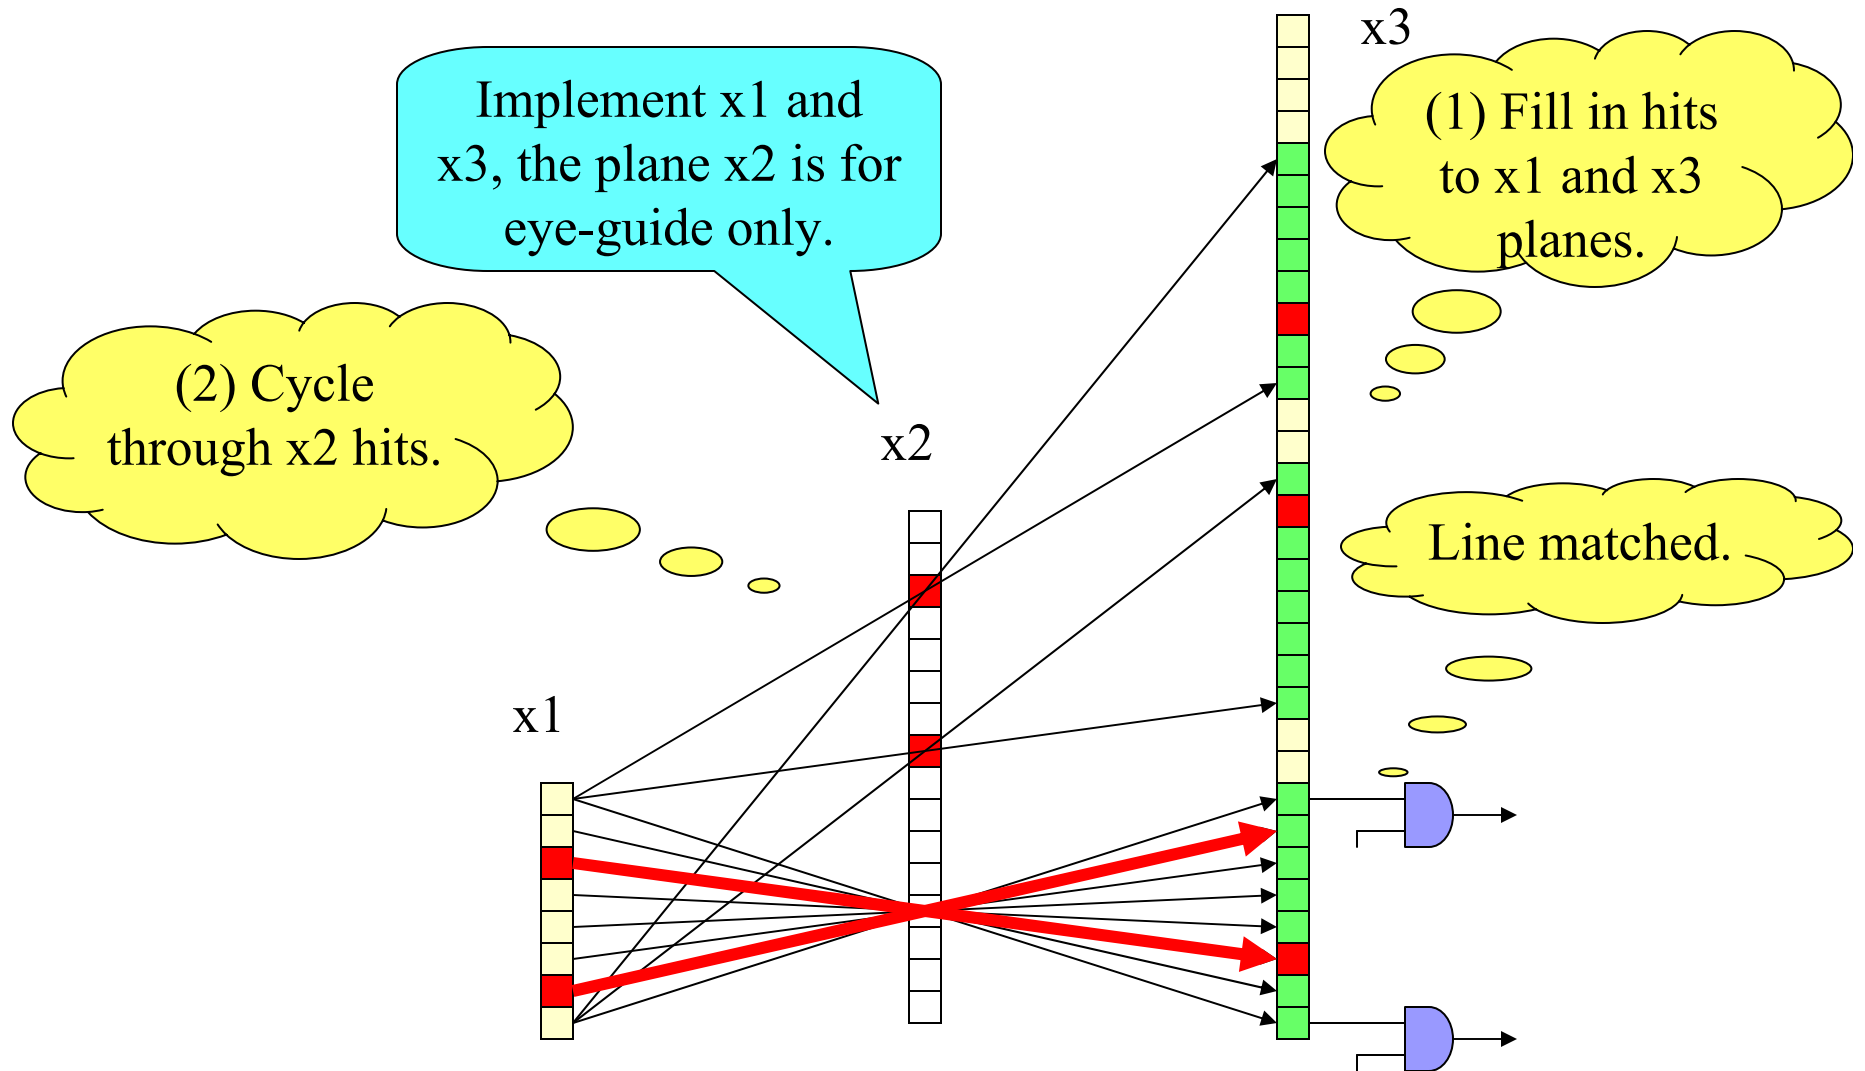 x3
Implement x1 and
x3, the plane x2 is for
eye-guide only.
(1) Fill in hits
to x1 and x3
planes.
(2) Cycle
through x2 hits.
x2
Line matched.
x1